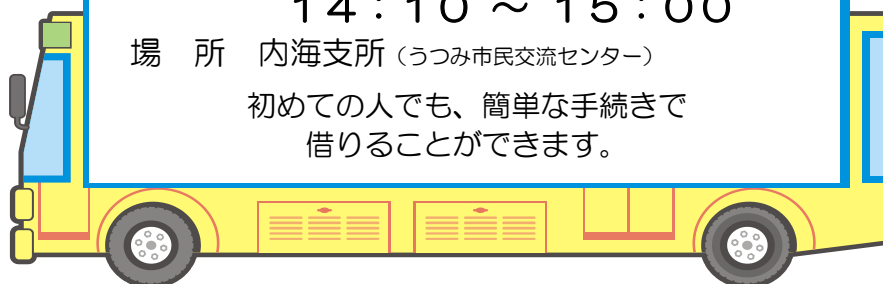 14:10～15:00
場　所　内海支所（うつみ市民交流センター）
初めての人でも、簡単な手続きで
借りることができます。